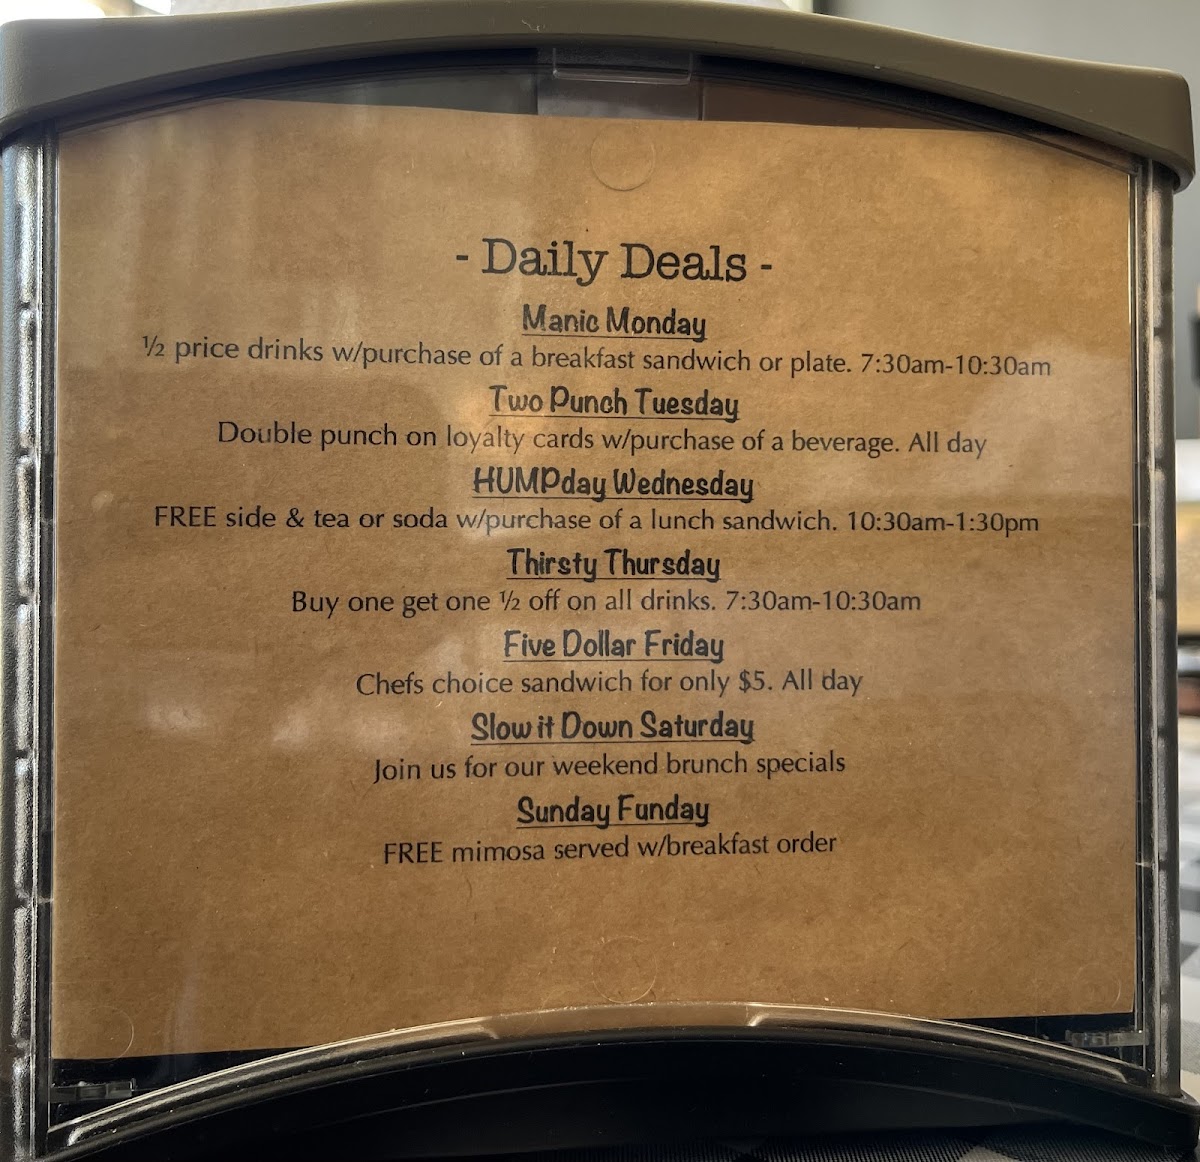 - Daily Deals -
Manic Monday
½ price drinks w/purchase of a breakfast sandwich or plate. 7:30am-10:30am
Two Punch Tuesday
Double punch on loyalty cards w/purchase of a beverage. All day
HUMPday Wednesday
FREE side & tea or soda w/purchase of a lunch sandwich. 10:30am-1:30pm
Thirsty Thursday
Buy one get one ½ off on all drinks. 7:30am-10:30am
Five Dollar Friday
Chefs choice sandwich for only $5. All day
Slow it Down Saturday
Join us for our weekend brunch specials
Sunday Funday
FREE mimosa served w/breakfast order